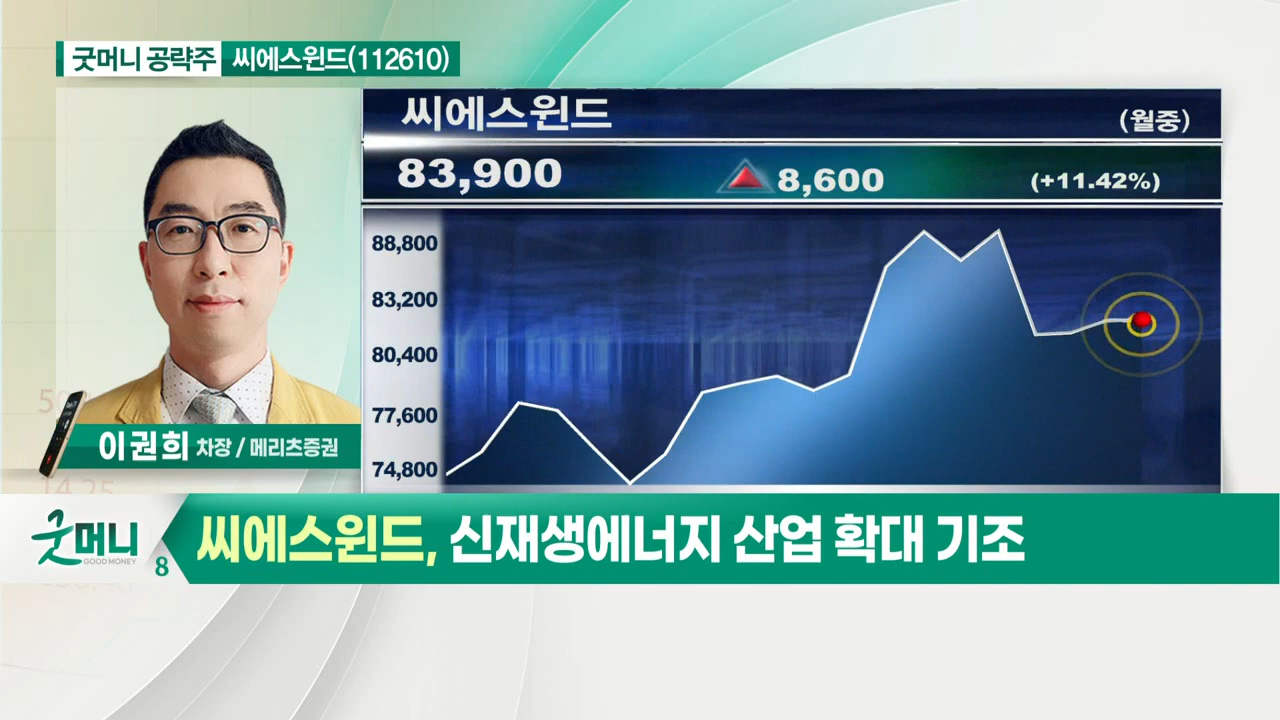 굿머니 공략주 씨에스윈드(112610)
씨에스윈드 (월중)
83,900 8,600 (+11.42%)
88,800
83,200
80,400
77,600
74,800
이권희 차장 / 메리츠증권
14.25
굿머니
GOOD MONEY
8
씨에스윈드, 신재생에너지 산업 확대 기조